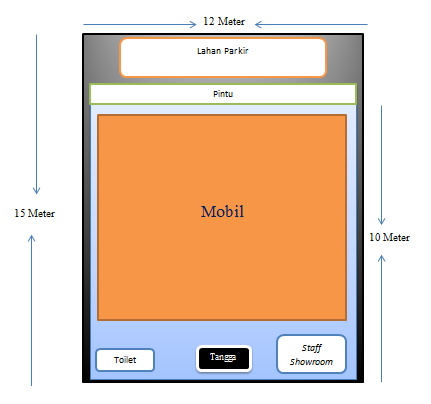 12 Meter
Lahan Parkir
Pintu
Mobil
15 Meter
10 Meter
Toilet
Tangga
Staff
Showroom